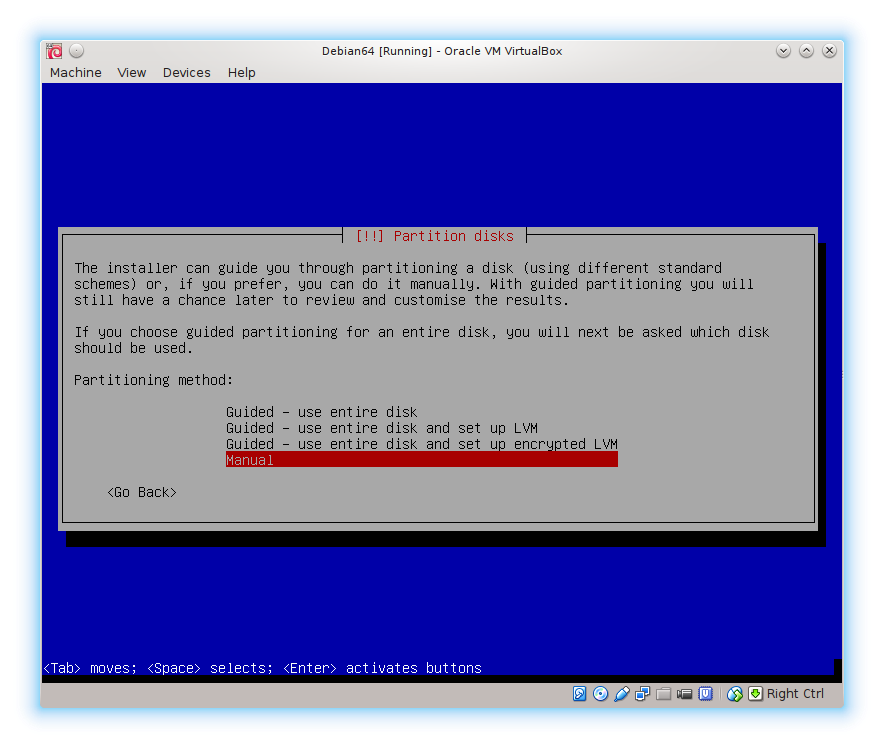 Debian64 [Running] - Oracle VM VirtualBox
Machine View Devices Help
[!!] Partition disks
The installer can guide you through partitioning a disk (using different standard
schemes) or, if you prefer, you can do it manually. With guided partitioning you will
still have a chance later to review and customise the results.
If you choose guided partitioning for an entire disk, you will next be asked which disk
should be used.
Partitioning method:
Guided - use entire disk
Guided - use entire disk and set up LVM
Guided - use entire disk and set up encrypted LVM
Manual
<Go Back>
<Tab> moves; <Space> selects; <Enter> activates buttons
Right Ctrl